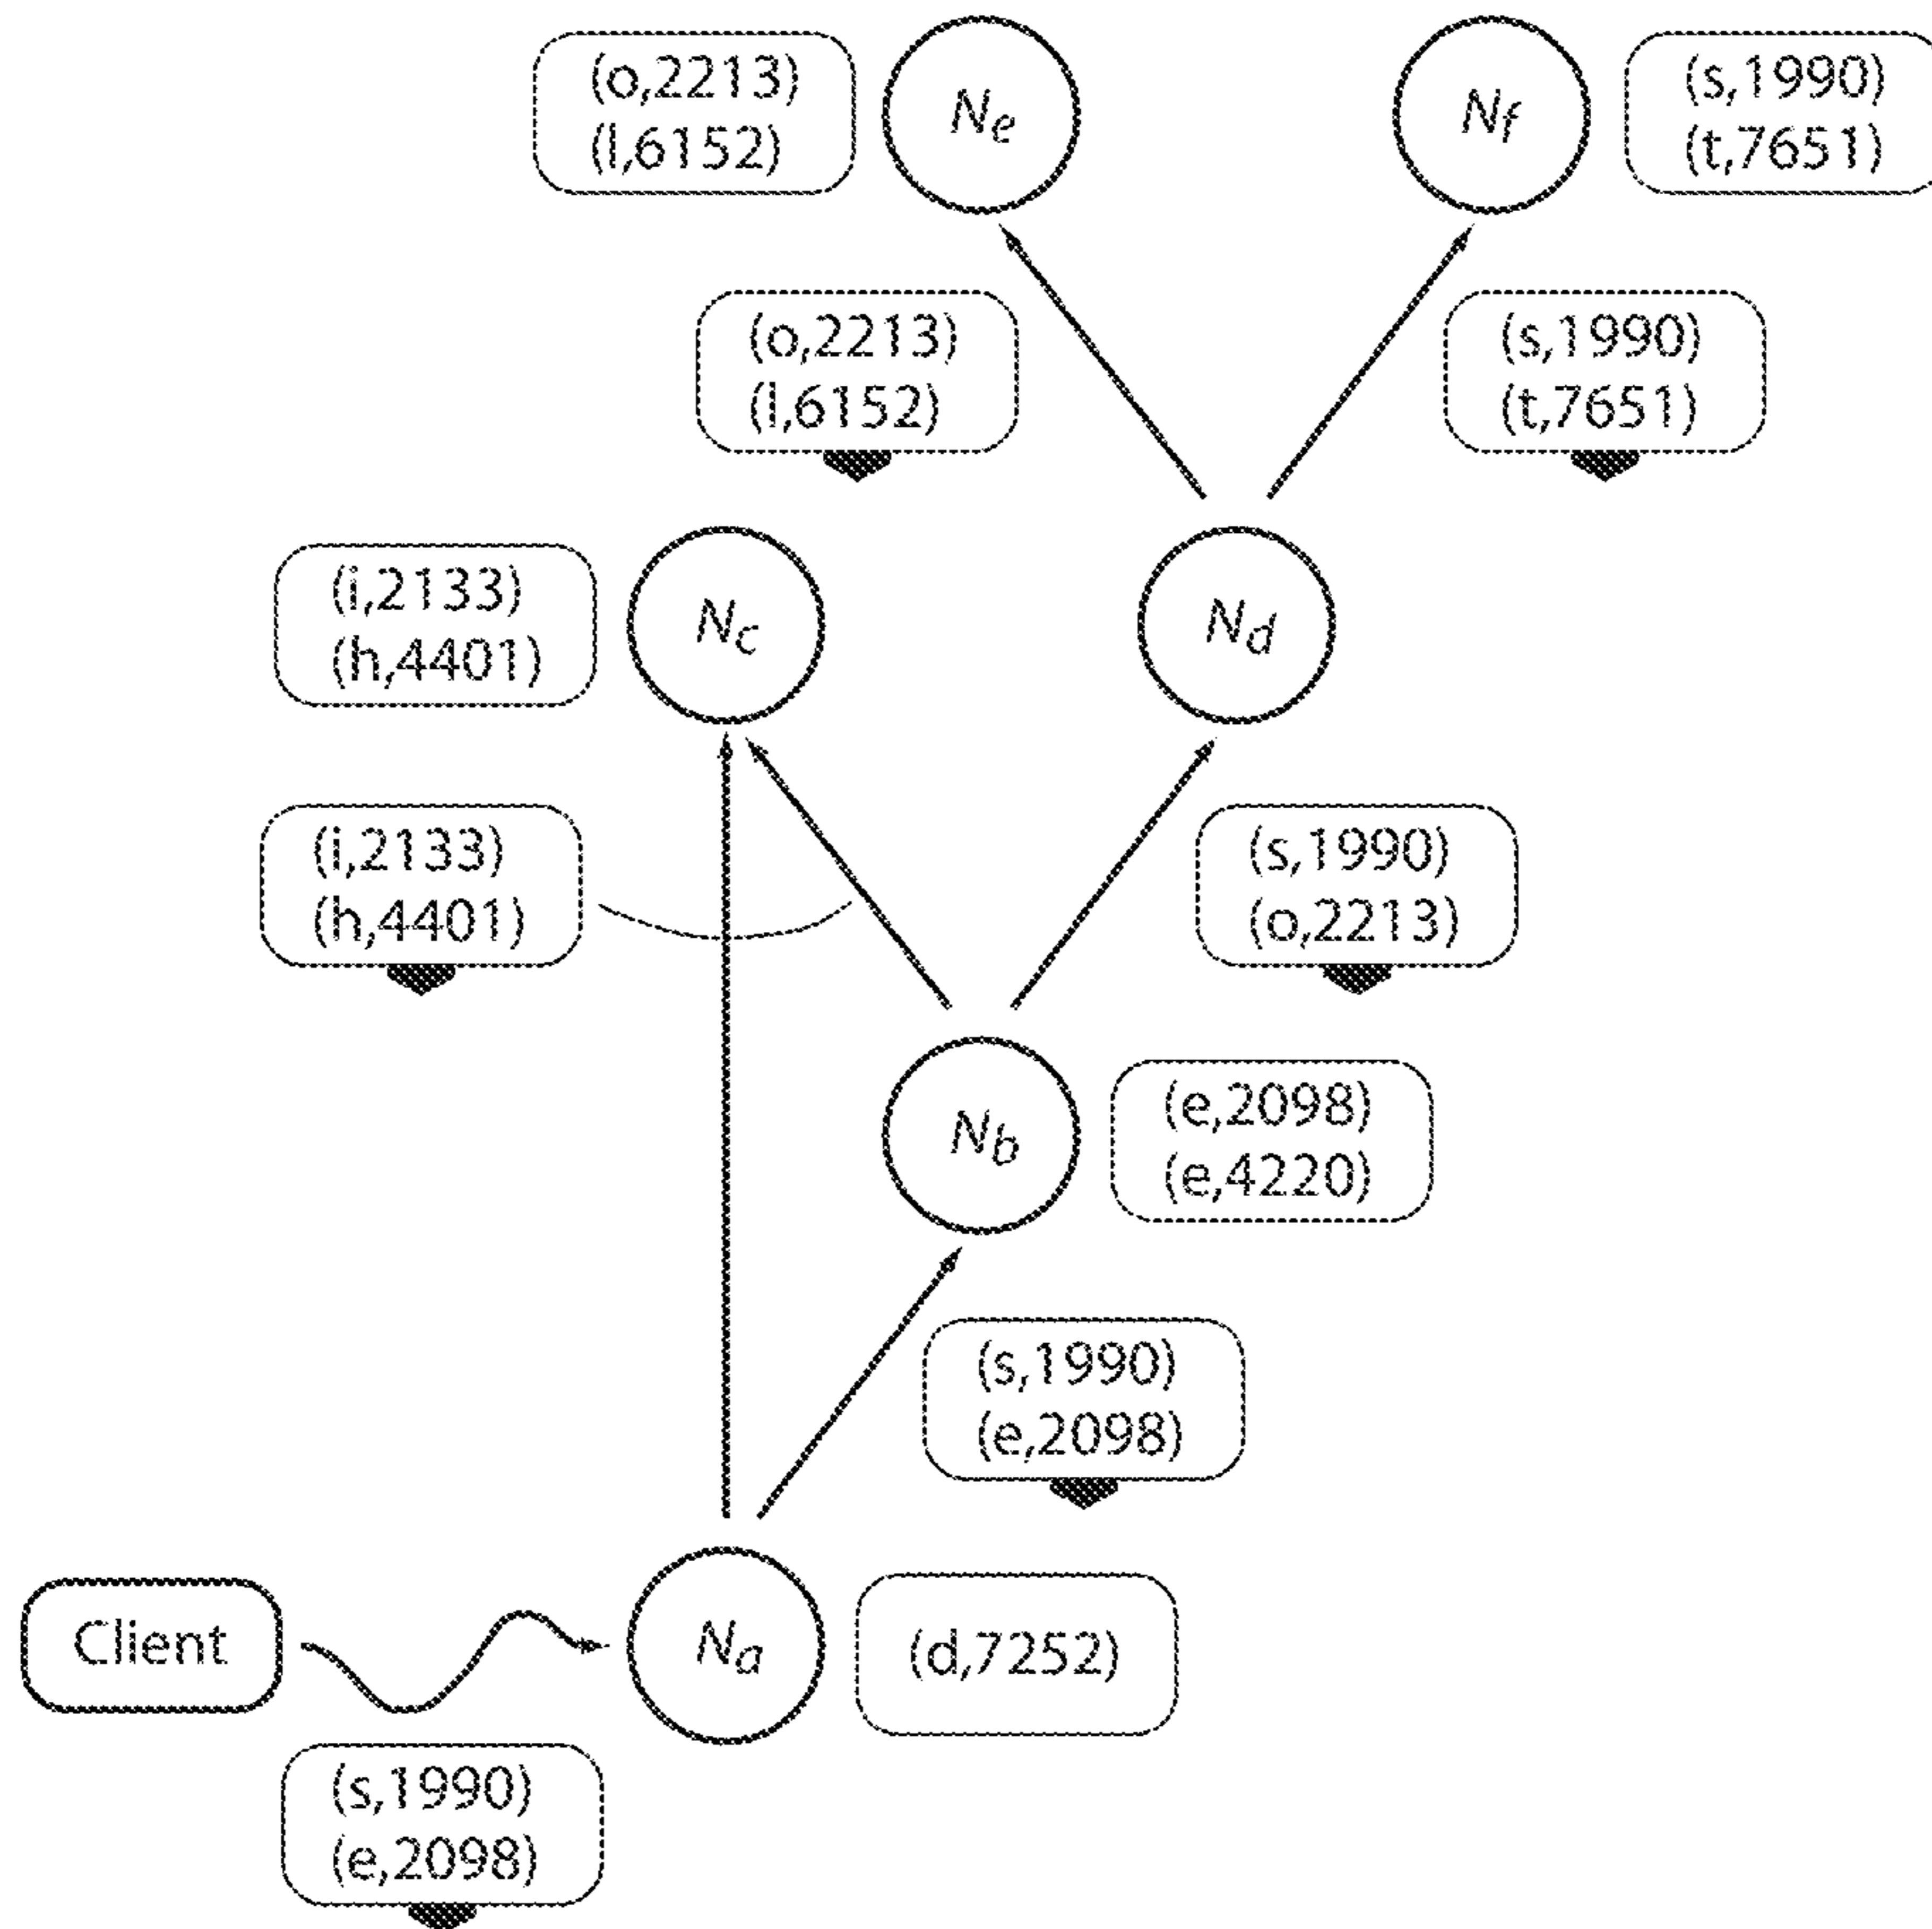 (o,2213)
(l,6152)
Ne
Nf
(s,1990)
(t,7651)
(o,2213)
(l,6152)
(s,1990)
(t,7651)
(i,2133)
(h,4401)
Nc
Nd
(i,2133)
(h,4401)
(s,1990)
(o,2213)
Nb
(e,2098)
(e,4220)
(s,1990)
(e,2098)
Client
Na
(d,7252)
(s,1990)
(e,2098)